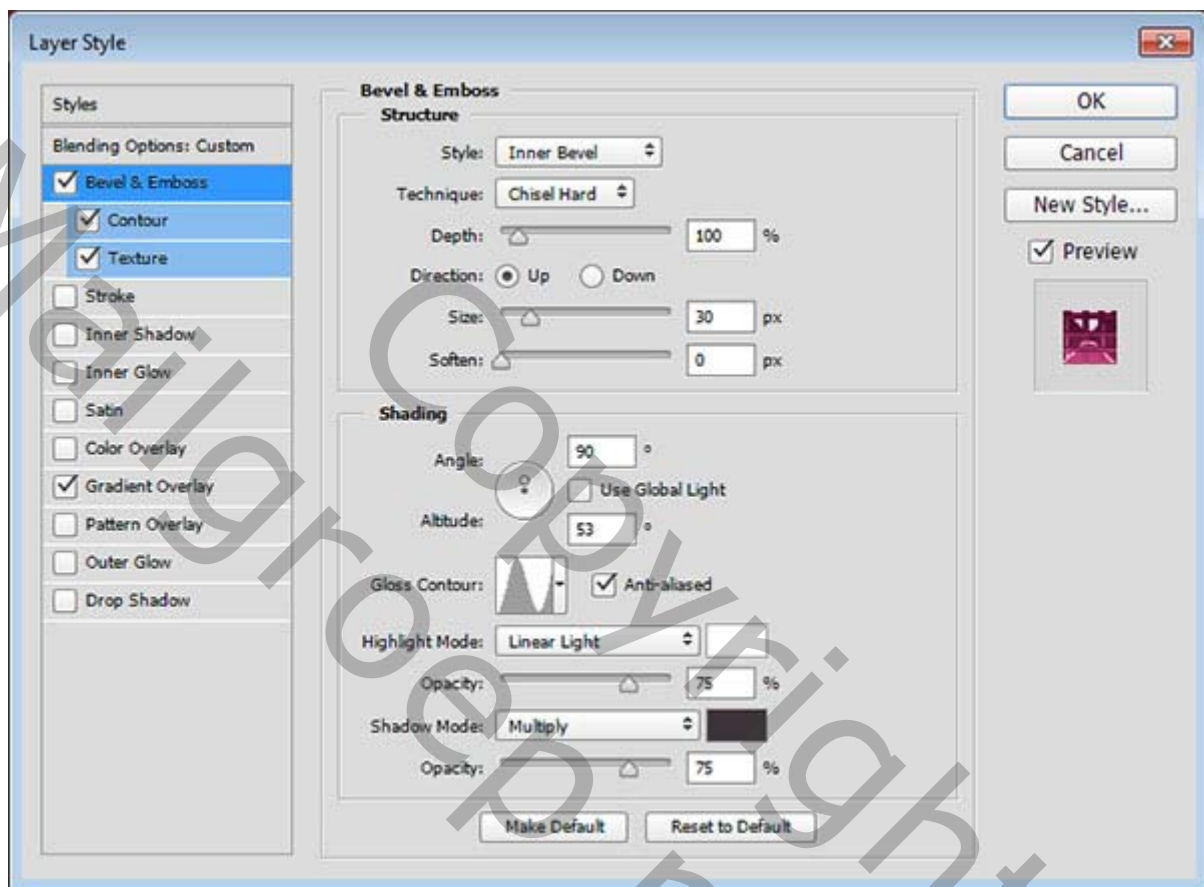 Layer Style
Styles
Blending Options: Custom
Bevel & Emboss
Contour
Texture
Stroke
Inner Shadow
Inner Glow
Satin
Color Overlay
Gradient Overlay
Pattern Overlay
Outer Glow
Drop Shadow
Bevel & Emboss
Structure
Style: Inner Bevel
Technique: Chisel Hard
Depth: 100 %
Direction: Up Down
Size: 30 px
Soften: 0 px
Shading
Angle: 90 °
Use Global Light
Altitude: 53 °
Gloss Contour: Anti-aliased
Highlight Mode: Linear Light
Opacity: 75 %
Shadow Mode: Multiply
Opacity: 75 %
Make Default Reset to Default
OK
Cancel
New Style...
Preview
Copyright
Mailgroep